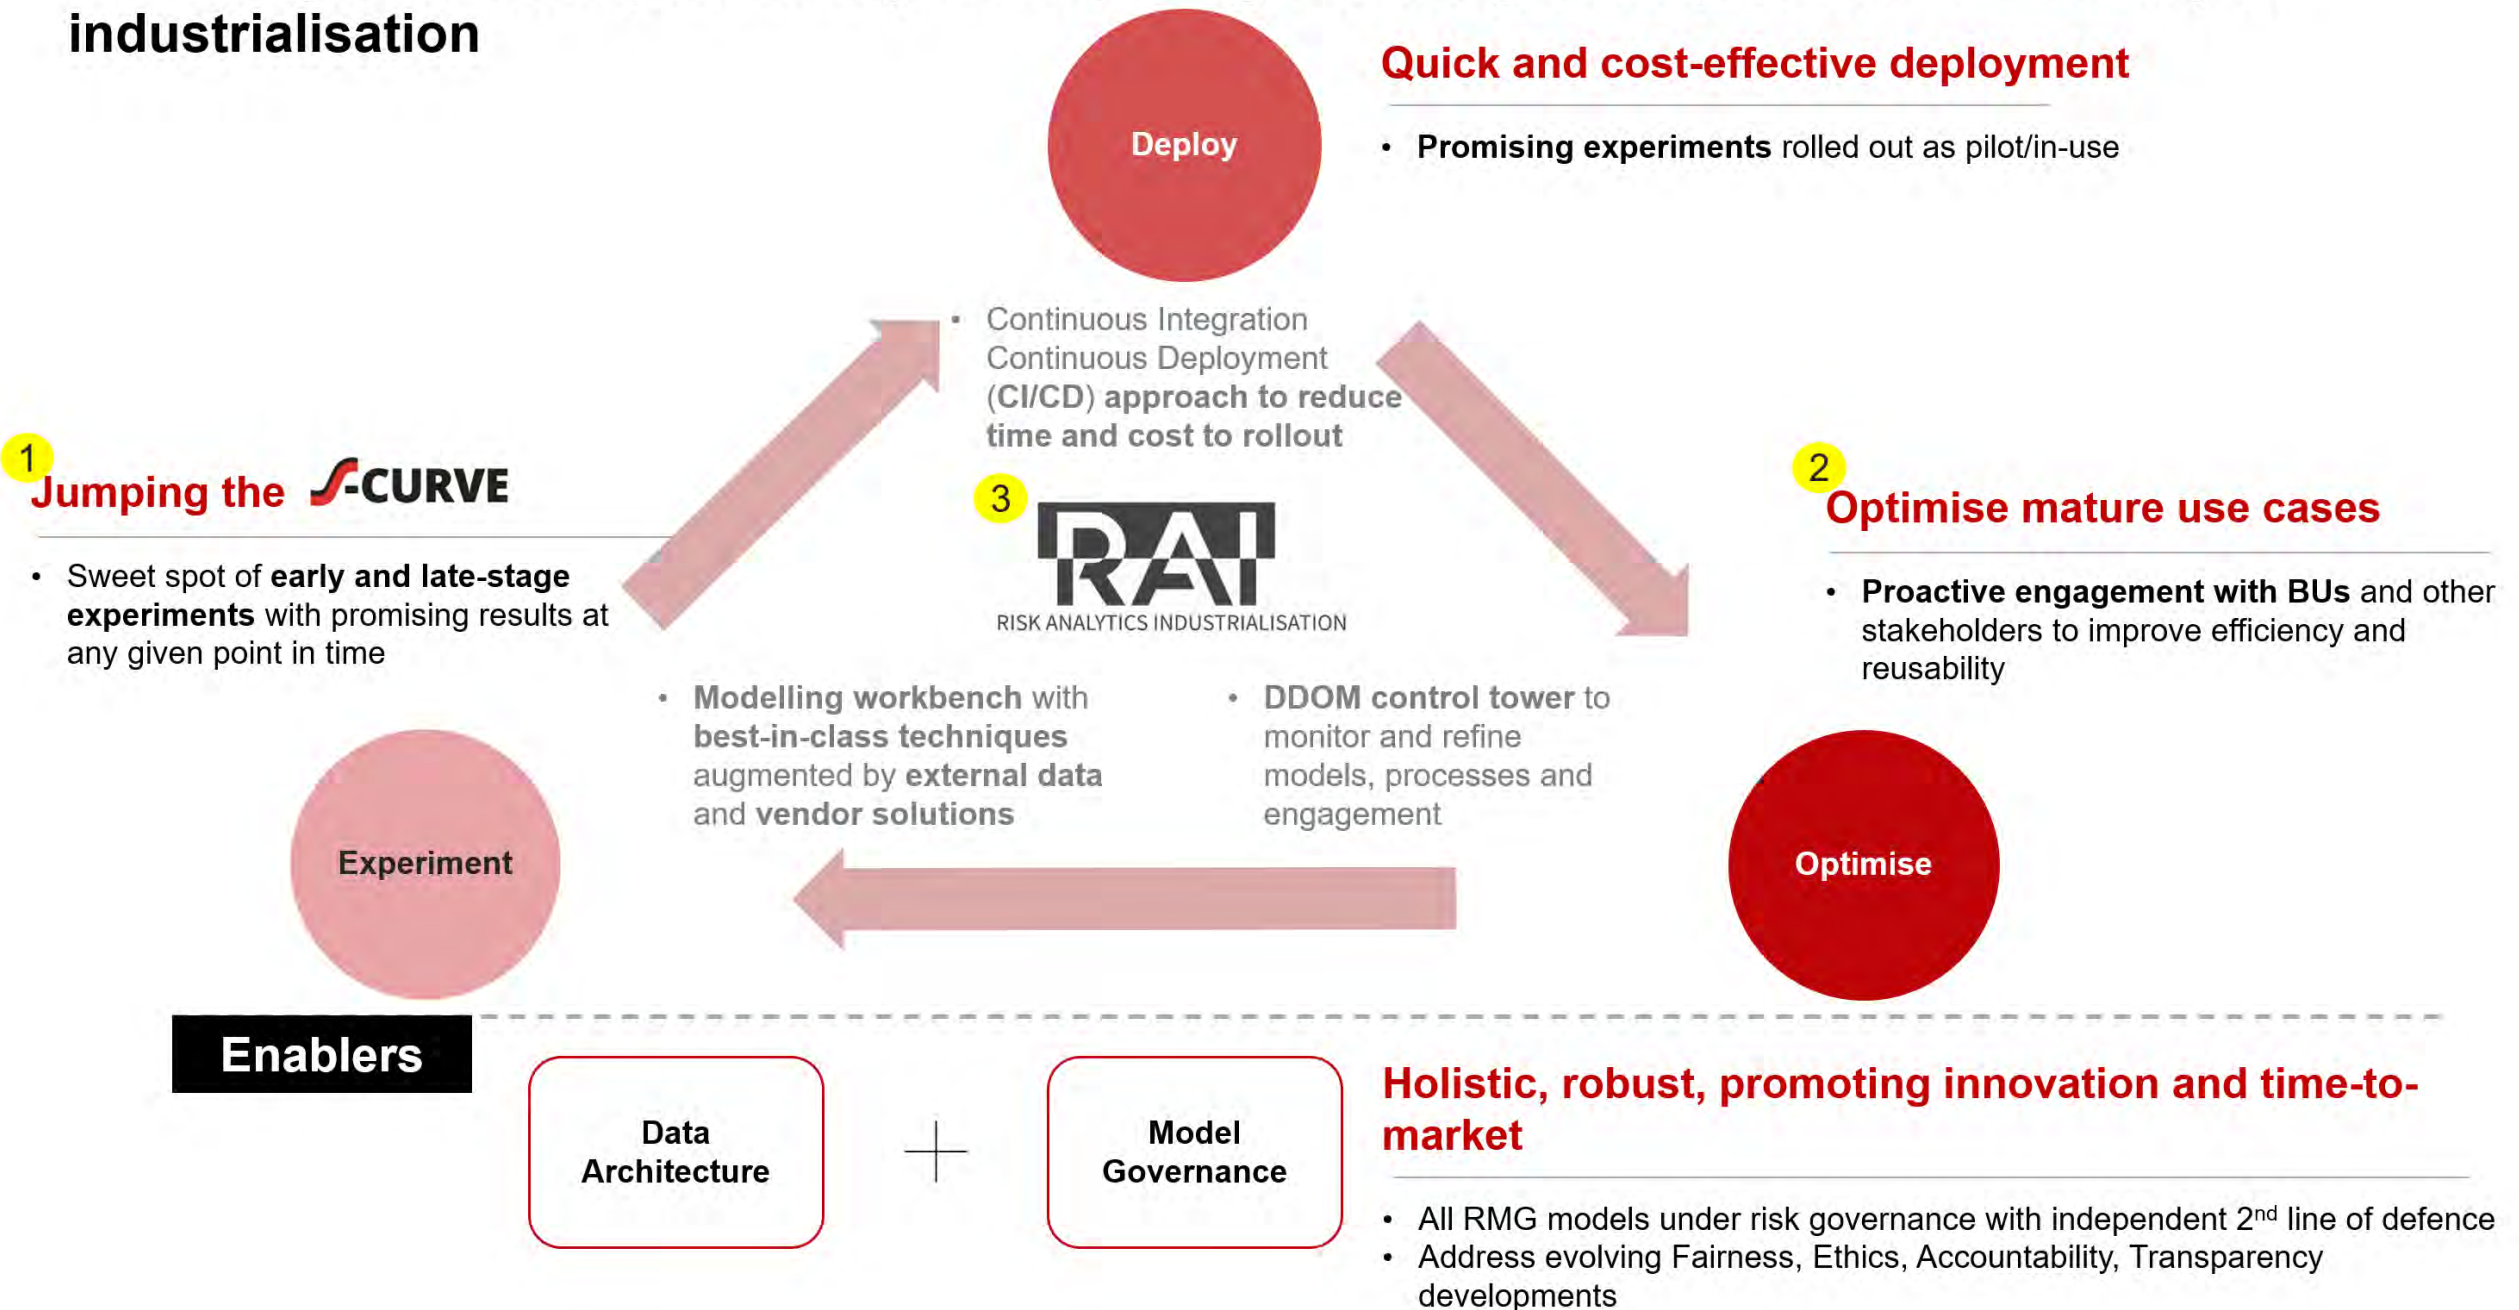 industrialisation
Deploy
Quick and cost-effective deployment
• Promising experiments rolled out as pilot/in-use
• Continuous Integration
Continuous Deployment
(CI/CD) approach to reduce
time and cost to rollout
1
Jumping the S-CURVE
• Sweet spot of early and late-stage
experiments with promising results at
any given point in time
3
RAI
RISK ANALYTICS INDUSTRIALISATION
2
Optimise mature use cases
• Proactive engagement with BUs and other
stakeholders to improve efficiency and
reusability
• Modelling workbench with
best-in-class techniques
augmented by external data
and vendor solutions
• DDOM control tower to
monitor and refine
models, processes and
engagement
Experiment
Optimise
Enablers
Data
Architecture
Model
Governance
Holistic, robust, promoting innovation and time-to-
market
• All RMG models under risk governance with independent 2nd line of defence
• Address evolving Fairness, Ethics, Accountability, Transparency
developments